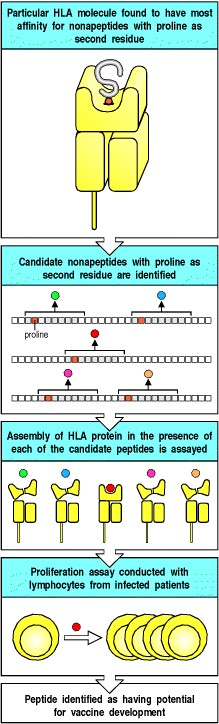 Particular HLA molecule found to have most
affinity for nonapeptides with proline as
second residue
Candidate nonapeptides with proline as
second residue are identified
proline
Assembly of HLA protein in the presence of
each of the candidate peptides is assayed
Proliferation assay conducted with
lymphocytes from infected patients
Peptide identified as having potential
for vaccine development